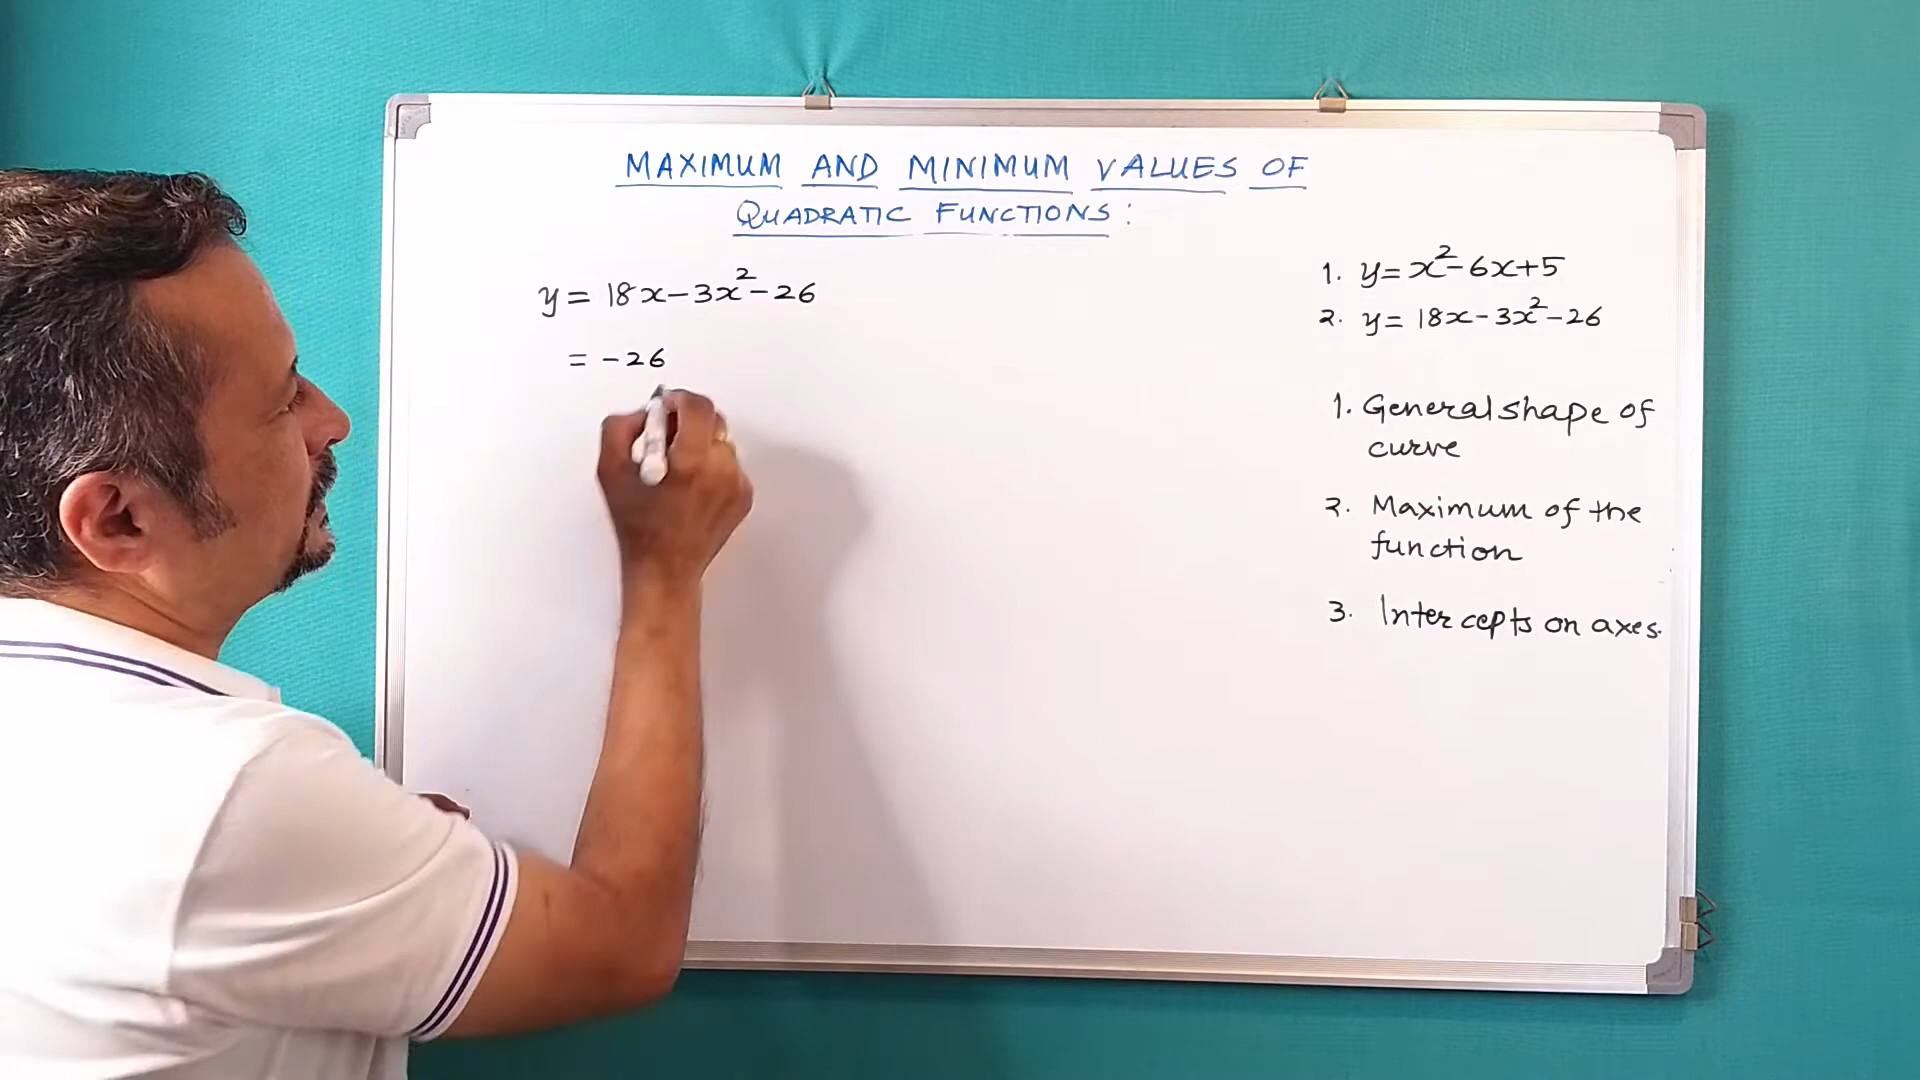 MAXIMUM AND MINIMUM VALUES OF
QUADRATIC FUNCTIONS:
y = 18x-3x²-26
= -26
1. y=x²-6x+5
2. y= 18x-3x²-26
1. General shape of
curve
2. Maximum of the
function
3. Intercepts on axes.